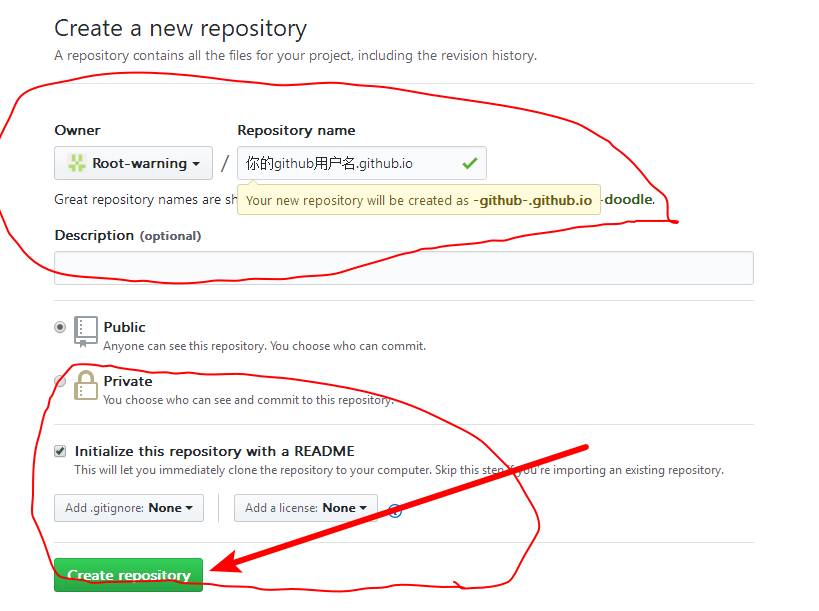 Create a new repository
A repository contains all the files for your project, including the revision history.
Owner
Repository name
Root-warning / 你的github用户名.github.io
Great repository names are sh
Your new repository will be created as -github-.github.io
-doodle.
Description (optional)
Public
Anyone can see this repository. You choose who can commit.
Private
You choose who can see and commit to this repository.
Initialize this repository with a README
This will let you immediately clone the repository to your computer. Skip this step if you're importing an existing repository.
Add .gitignore: None
Add a license: None
Create repository